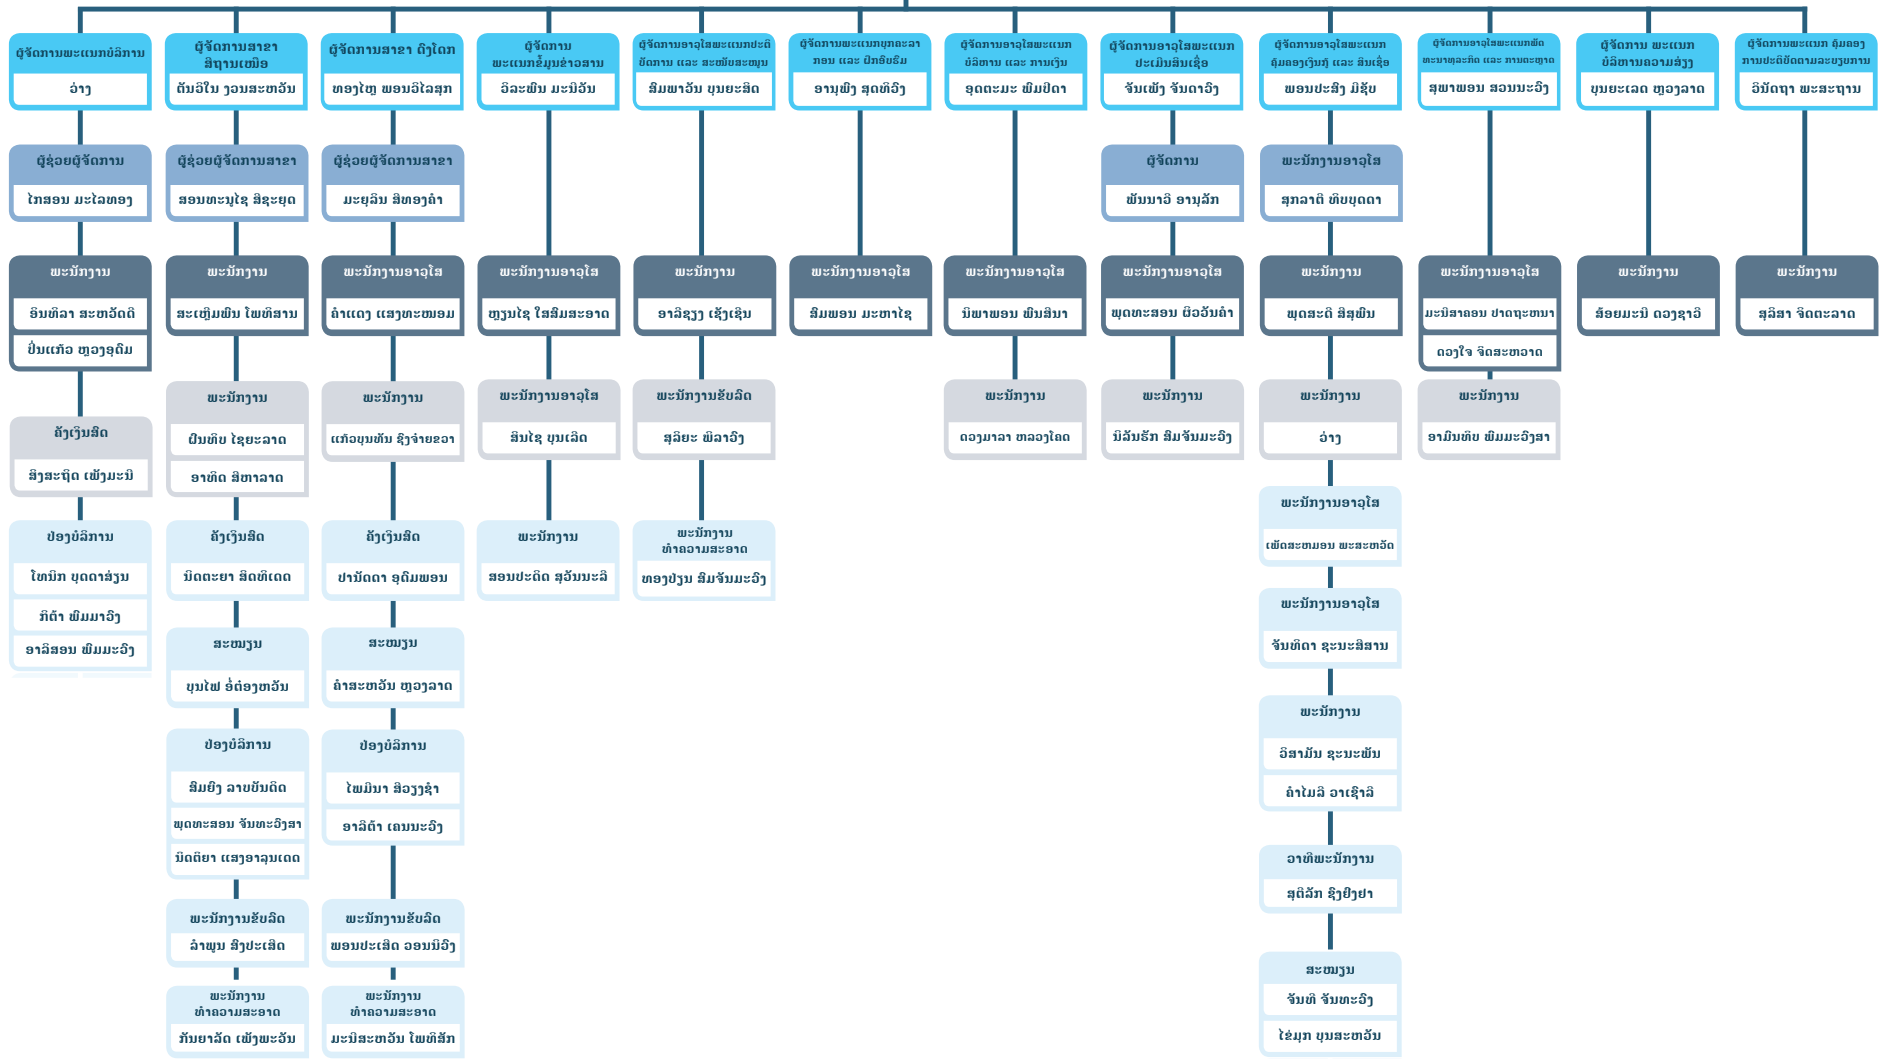 ຜູ້ຈັດການພະແນກບໍລິການ
ວ່າງ
ຜູ້ຊ່ວຍຜູ້ຈັດການ
ໄກສອນ ມະໄລທອງ
ພະນັກງານ
ອິນທິລາ ສະຫວັດດີ
ປິ່ນແກ້ວ ຫຼວງອຸດົມ
ຄັງເງິນສົດ
ສິງສະຖິດ ເພັງມະນີ
ປ່ອງບໍລິການ
ໂທນິກ ບຸດດາສ່ຽນ
ກິຕ້າ ພິມມາວົງ
ອາລິສອນ ພົມມະວົງ
ຜູ້ຈັດການສາຂາ
ສີຖານເໜືອ
ຕັນວີໃນ ງວນສະຫວັນ
ຜູ້ຊ່ວຍຜູ້ຈັດການສາຂາ
ສອນທະນູໄຊ ສີຊະຍຸດ
ພະນັກງານ
ສະເຫຼີມພົນ ໂພທິສານ
ພະນັກງານ
ຜົນທິບ ໄຊຍະລາດ
ອາທິດ ສີຫາລາດ
ຄັງເງິນສົດ
ນິດຕະຍາ ສິດທິເດດ
ສະໝຽນ
ບຸນໄຟ ອໍ່ຕ໋ອງຫວັນ
ປ່ອງບໍລິການ
ສົມຍົງ ລາບບັນດິດ
ພຸດທະສອນ ຈັນທະວົງສາ
ນິດຕິຍາ ແສງອາລຸນເດດ
ພະນັກງານຂັບລົດ
ລໍາພູນ ສົງປະເສີດ
ພະນັກງານ
ທໍາຄວາມສະອາດ
ກັນຍາລັດ ເພັງພະວັນ
ຜູ້ຈັດການສາຂາ ດົງໂດກ
ທອງໄຫຼ ພອນວິໄລສຸກ
ຜູ້ຊ່ວຍຜູ້ຈັດການສາຂາ
ມະຍຸລິນ ສີທອງຄໍາ
ພະນັກງານອາວຸໂສ
ຄໍາແດງ ແສງທະໝອມ
ພະນັກງານ
ແກ້ວບຸນທັນ ຊົງຈ່າຍຂວາ
ຄັງເງິນສົດ
ປານັດດາ ອຸດົມພອນ
ສະໝຽນ
ຄໍາສະຫວັນ ຫຼວງລາດ
ປ່ອງບໍລິການ
ໄພມີນາ ສີວຽງຊໍາ
ອາລິຕ້າ ເຄນນະວົງ
ພະນັກງານຂັບລົດ
ພອນປະເສີດ ວອນນິວົງ
ພະນັກງານ
ທໍາຄວາມສະອາດ
ມະນີສະຫວັນ ໂພທິສັກ
ຜູ້ຈັດການ
ພະແນກຂໍ້ມູນຂ່າວສານ
ວິລະພົນ ມະນີວັນ
ພະນັກງານອາວຸໂສ
ຫຼຽນໄຊ ໃສສົມສະອາດ
ພະນັກງານອາວຸໂສ
ສິນໄຊ ບຸນເລີດ
ພະນັກງານ
ສອນປະດິດ ສຸວັນນະລີ
ຜູ້ຈັດການອາວຸໂສພະແນກປະຕິ
ບັດການ ແລະ ສະໜັບສະໜູນ
ສົມພາວັນ ບຸນຍະສິດ
ພະນັກງານ
ອາລີຊຽງ ເຊັງເຊີນ
ພະນັກງານຂັບລົດ
ສຸລິຍະ ພິລາວົງ
ພະນັກງານ
ທໍາຄວາມສະອາດ
ທອງປ່ຽນ ສົມຈັນມະວົງ
ຜູ້ຈັດການພະແນກບຸກຄະລາ
ກອນ ແລະ ຝຶກອົບຮົມ
ອານຸພົງ ສຸດທິວົງ
ພະນັກງານອາວຸໂສ
ສົມພອນ ມະຫາໄຊ
ຜູ້ຈັດການອາວຸໂສພະແນກ
ບໍລິຫານ ແລະ ການເງິນ
ອຸດຕະມະ ພິມປິດາ
ພະນັກງານອາວຸໂສ
ນິພາພອນ ພົນສີນາ
ພະນັກງານ
ດວງມາລາ ຫລວງໂຄດ
ຜູ້ຈັດການອາວຸໂສພະແນກ
ປະເມີນສິນເຊື່ອ
ຈັນເພັງ ຈັນດາວົງ
ຜູ້ຈັດການ
ພັນນາວີ ອານຸລັກ
ພະນັກງານອາວຸໂສ
ພຸດທະສອນ ຜິວວັນຄໍາ
ພະນັກງານ
ນິລັນຣັກ ສົມຈັນມະວົງ
ຜູ້ຈັດການອາວຸໂສພະແນກ
ຄຸ້ມຄອງເງິນກູ້ ແລະ ສິນເຊື່ອ
ພອນປະສົງ ມີຊັບ
ພະນັກງານອາວຸໂສ
ສຸກລາຕີ ທິບບຸດດາ
ພະນັກງານ
ພຸດສະດີ ສີສຸພົນ
ພະນັກງານ
ວ່າງ
ພະນັກງານອາວຸໂສ
ເພັດສະຫມອນ ພະສະຫວັດ
ພະນັກງານອາວຸໂສ
ຈັນທິດາ ຊະນະສີສານ
ພະນັກງານ
ວິສາມັນ ຊະນະພັນ
ຄໍາໄມລີ ວາເຊົາລີ
ວາທີພະນັກງານ
ສຸຕິລັກ ຊົງຍົງຢາ
ສະໝຽນ
ຈັນທີ ຈັນທະວົງ
ໄຂ່ມຸກ ບຸນສະຫວັນ
ຜູ້ຈັດການອາວຸໂສພະແນກພັດ
ທະນາທຸລະກິດ ແລະ ການຕະຫຼາດ
ສຸພາພອນ ສວນນະວົງ
ພະນັກງານອາວຸໂສ
ມະນີສາຄອນ ປາດຖະຫນາ
ດວງໃຈ ຈິດສະຫວາດ
ພະນັກງານ
ອາມົນທິບ ພົມມະວົງສາ
ຜູ້ຈັດການ ພະແນກ
ບໍລິຫານຄວາມສ່ຽງ
ບຸນຍະເລດ ຫຼວງລາດ
ພະນັກງານ
ສ້ອຍມະນີ ດວງຊາວີ
ຜູ້ຈັດການພະແນກ ຄຸ້ມຄອງ
ການປະຕິບັດຕາມລະບຽບການ
ວິນັດຖາ ພະສະຖານ
ພະນັກງານ
ສຸລິສາ ຈິດຕະລາດ